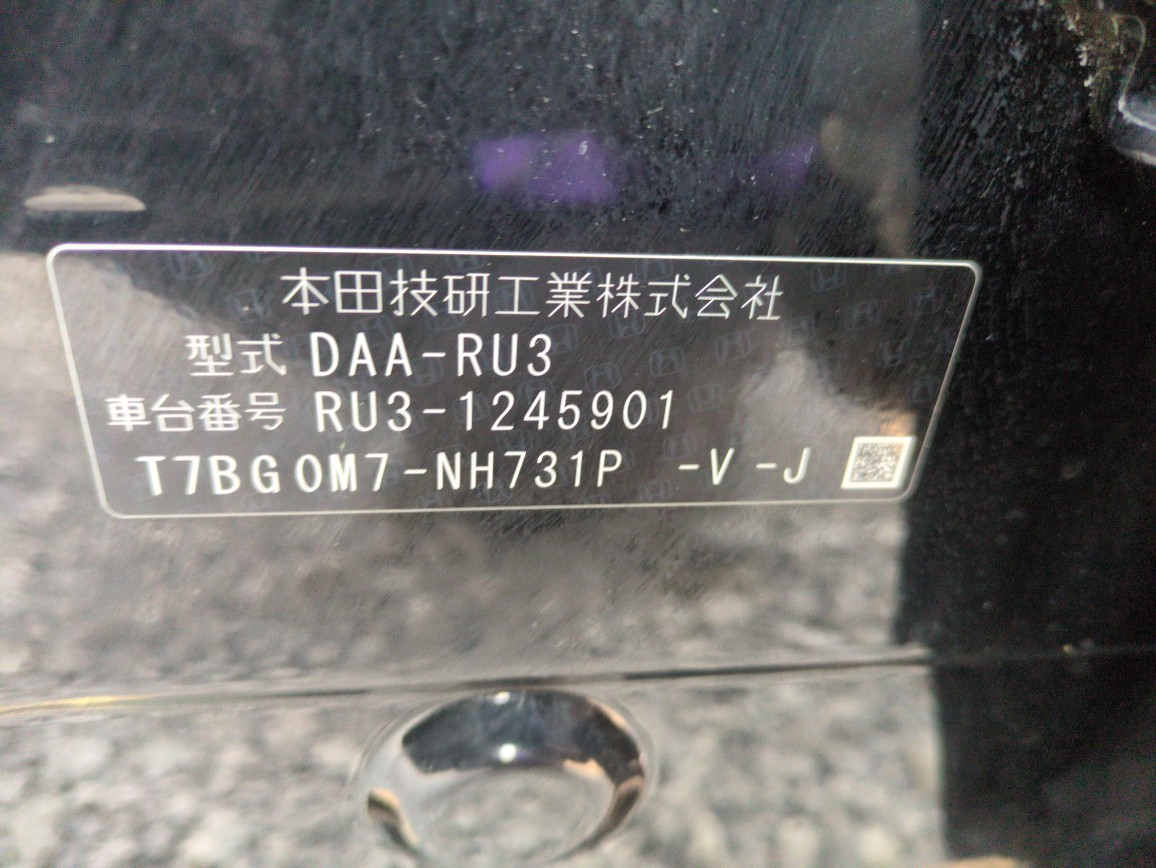 本田技研工業株式会社
型式 DAA-RU3
車台番号 RU3-1245901
T7BG0M7-NH731P -V -J